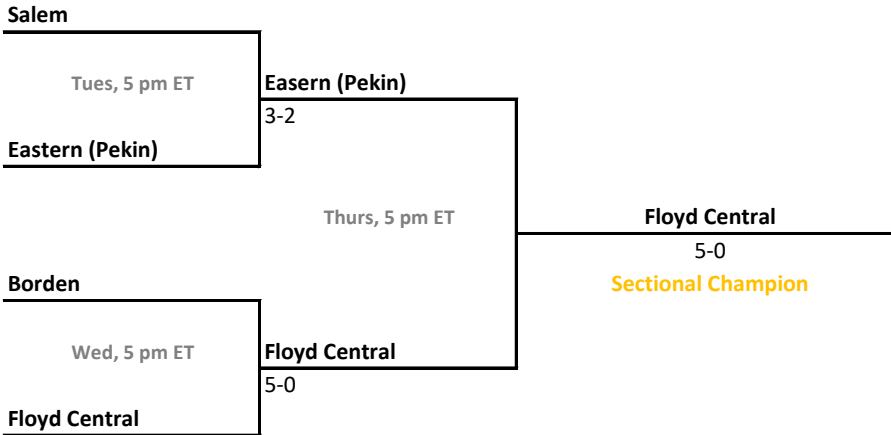 Salem
Tues, 5 pm ET
Easern (Pekin)
3-2
Eastern (Pekin)
Thurs, 5 pm ET
Floyd Central
5-0
Sectional Champion
Borden
Wed, 5 pm ET
Floyd Central
5-0
Floyd Central